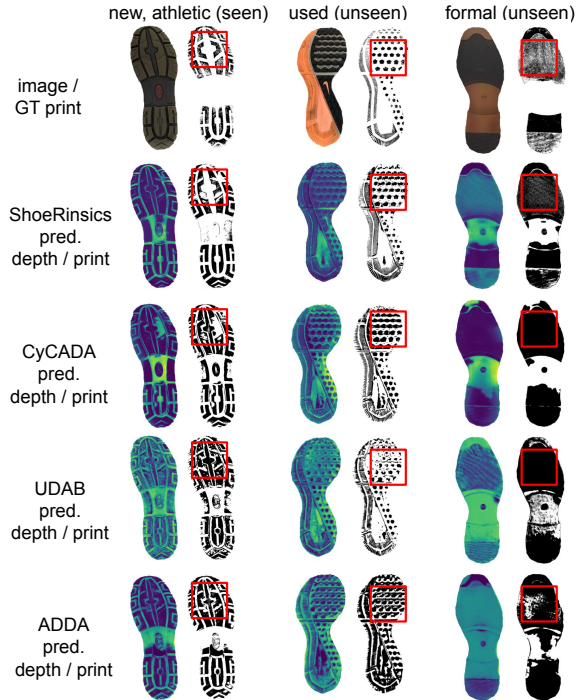 new, athletic (seen)
used (unseen)
formal (unseen)
image /
GT print
ShoeRinsics
pred.
depth / print
CyCADA
pred.
depth / print
UDAB
pred.
depth / print
ADDA
pred.
depth / print